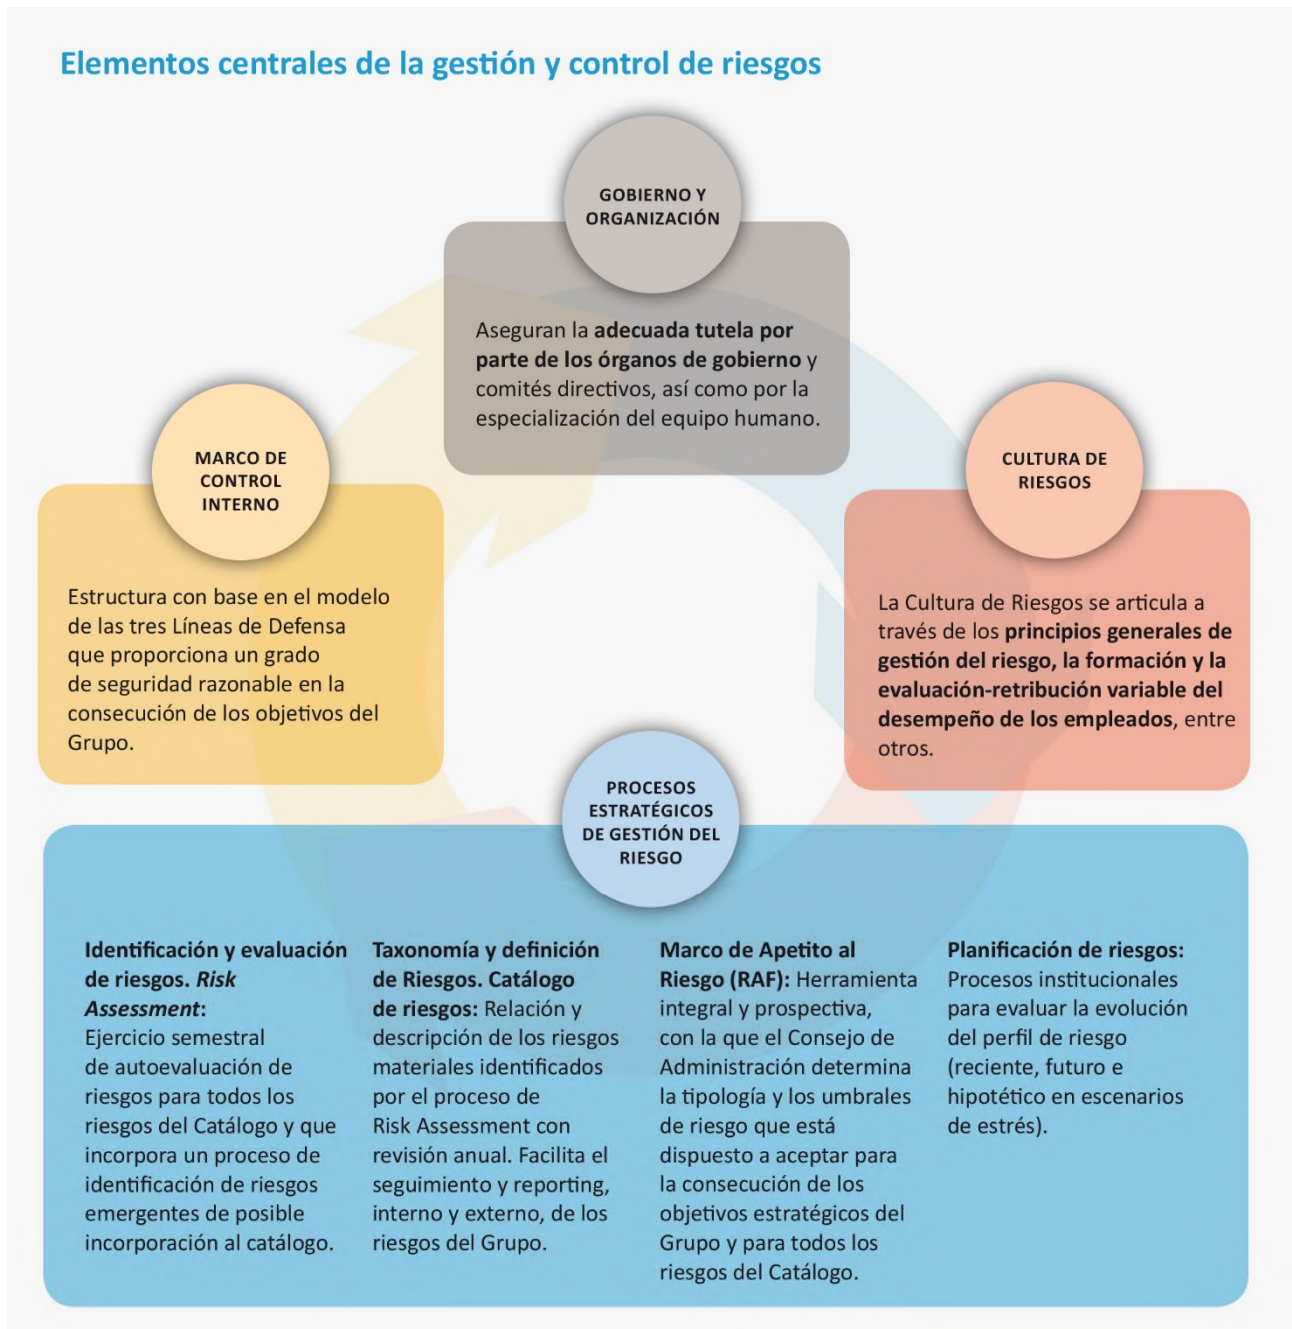 Elementos centrales de la gestión y control de riesgos
GOBIERNO Y
ORGANIZACIÓN
Aseguran la adecuada tutela por
parte de los órganos de gobierno y
comités directivos, así como por la
especialización del equipo humano.
MARCO DE
CONTROL
INTERNO
Estructura con base en el modelo
de las tres Líneas de Defensa
que proporciona un grado
de seguridad razonable en la
consecución de los objetivos del
Grupo.
CULTURA DE
RIESGOS
La Cultura de Riesgos se articula a
través de los principios generales de
gestión del riesgo, la formación y la
evaluación-retribución variable del
desempeño de los empleados, entre
otros.
PROCESOS
ESTRATÉGICOS
DE GESTIÓN DEL
RIESGO
Identificación y evaluación
de riesgos. Risk
Assessment:
Ejercicio semestral
de autoevaluación de
riesgos para todos los
riesgos del Catálogo y que
incorpora un proceso de
identificación de riesgos
emergentes de posible
incorporación al catálogo.
Taxonomía y definición
de Riesgos. Catálogo
de riesgos: Relación y
descripción de los riesgos
materiales identificados
por el proceso de
Risk Assessment con
revisión anual. Facilita el
seguimiento y reporting,
interno y externo, de los
riesgos del Grupo.
Marco de Apetito al
Riesgo (RAF): Herramienta
integral y prospectiva,
con la que el Consejo de
Administración determina
la tipología y los umbrales
de riesgo que está
dispuesto a aceptar para
la consecución de los
objetivos estratégicos del
Grupo y para todos los
riesgos del Catálogo.
Planificación de riesgos:
Procesos institucionales
para evaluar la evolución
del perfil de riesgo
(reciente, futuro e
hipotético en escenarios
de estrés).